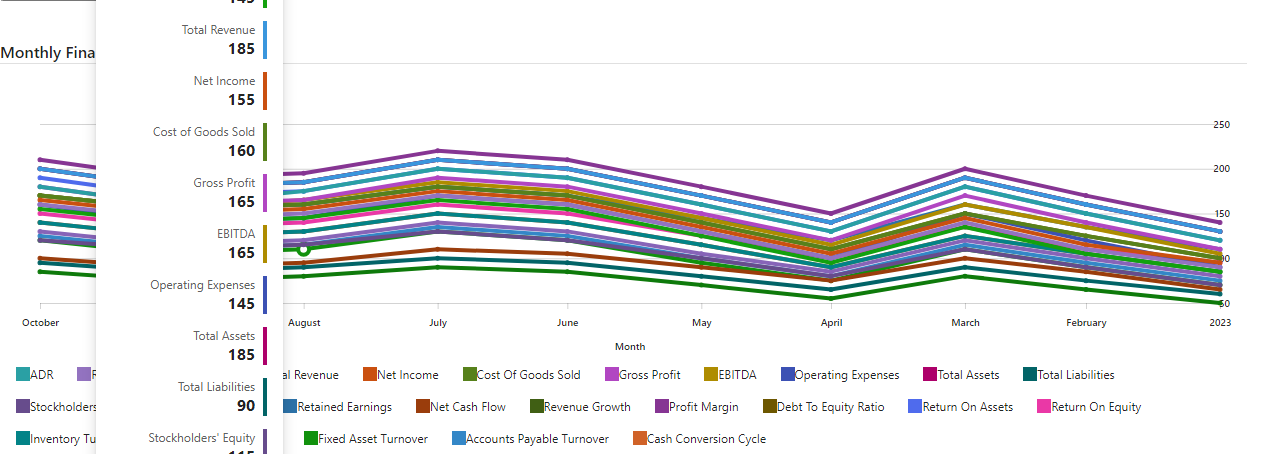 Total Revenue
185
Monthly Fina
Net Income
155
Cost of Goods Sold
160
250
Gross Profit
165
200
EBITDA
165
150
Operating Expenses
145
50
October
August
July
June
May
April
March
February
2023
Total Assets
185
Month
Total Liabilities
90
ADR
al Revenue
Net Income
Cost Of Goods Sold
Gross Profit
EBITDA
Operating Expenses
Total Assets
Total Liabilities
Stockholders
Retained Earnings
Net Cash Flow
Revenue Growth
Profit Margin
Debt To Equity Ratio
Return On Assets
Return On Equity
Inventory Tu
Stockholders' Equity
Fixed Asset Turnover
Accounts Payable Turnover
Cash Conversion Cycle